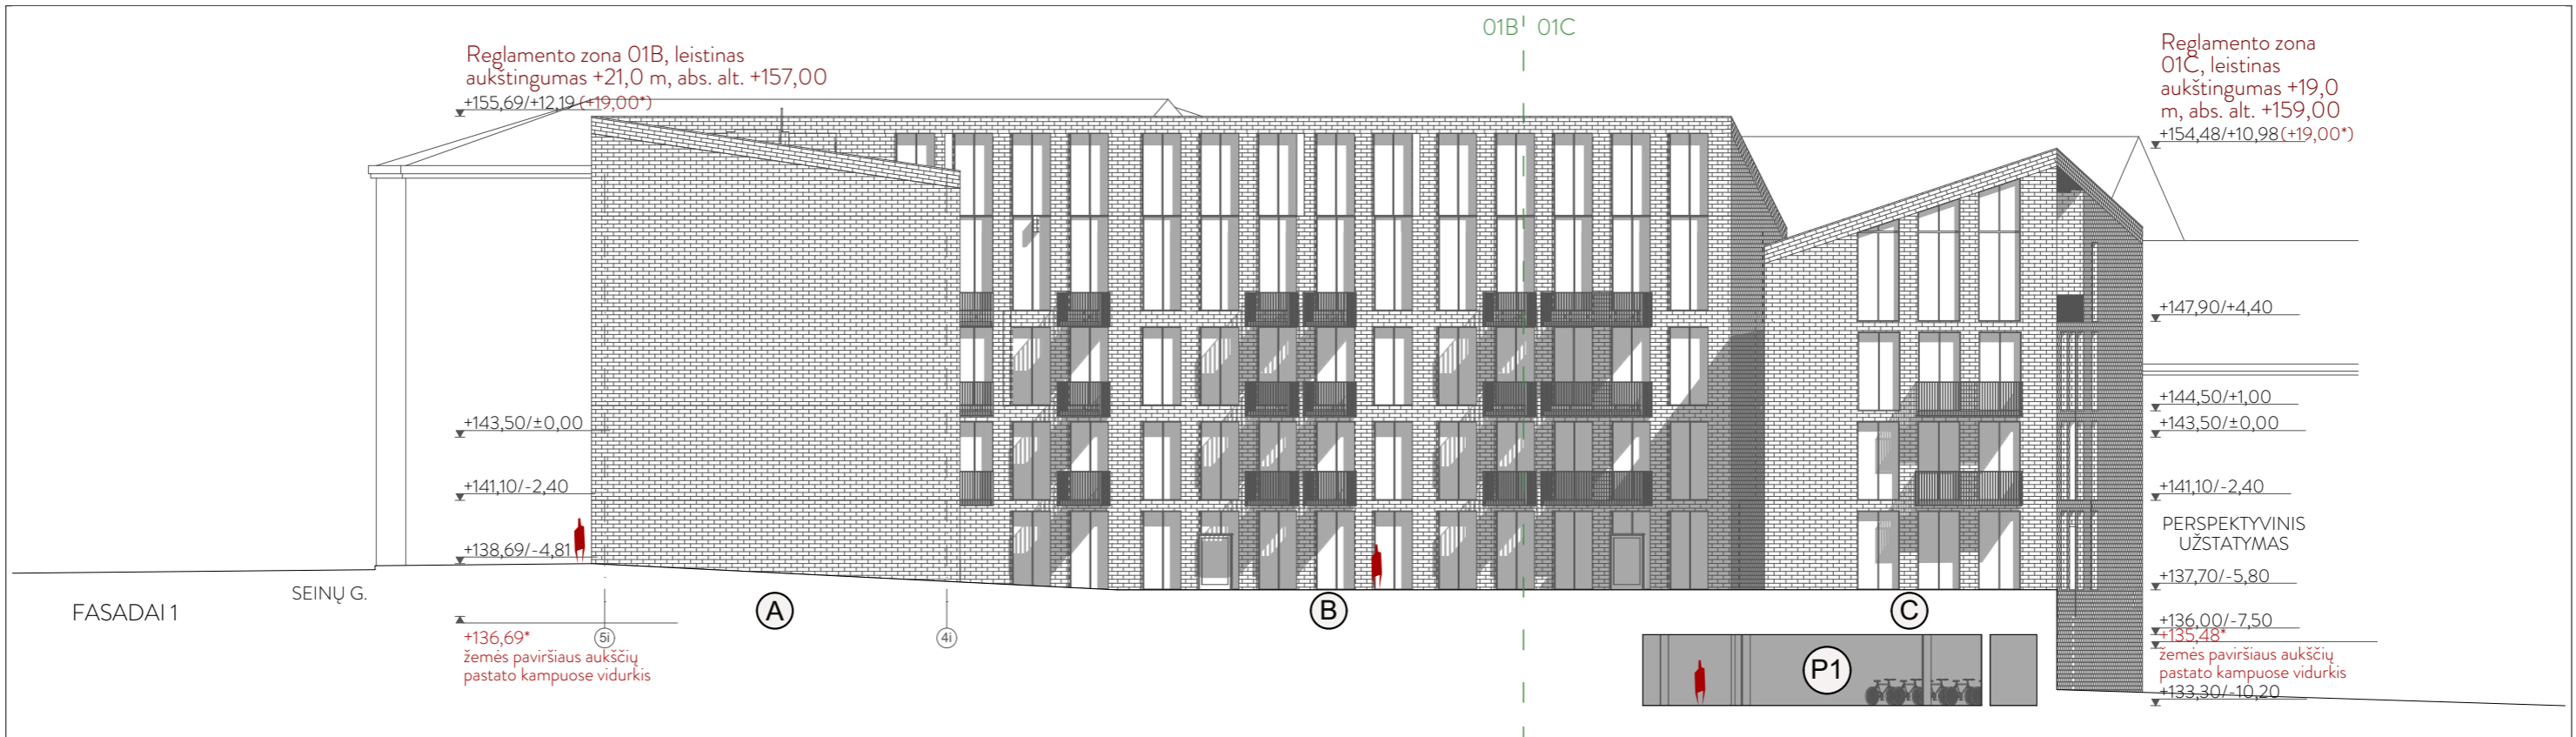 01B 01C
Reglamento zona 01B, leistinas
aukštingumas +21,0 m, abs. alt. +157,00
+155,69/+12,19 (+19,00*)
+143,50/±0,00
+141,10/-2,40
+138,69/-4,81
SEINŲ G.
FASADAI 1
+136,69*
žemės paviršiaus aukščių
pastato kampuose vidurkis
5i
A
4i
B
C
P1
Reglamento zona
01C, leistinas
aukštingumas +19,0
m, abs. alt. +159,00
+154,48/+10,98(+19,00*)
+147,90/+4,40
+144,50/+1,00
+143,50/±0,00
+141,10/-2,40
PERSPEKTYVINIS
UŽSTATYMAS
+137,70/-5,80
+136,00/-7,50
+135,48*
žemės paviršiaus aukščių
pastato kampuose vidurkis
+133,30/-10,20